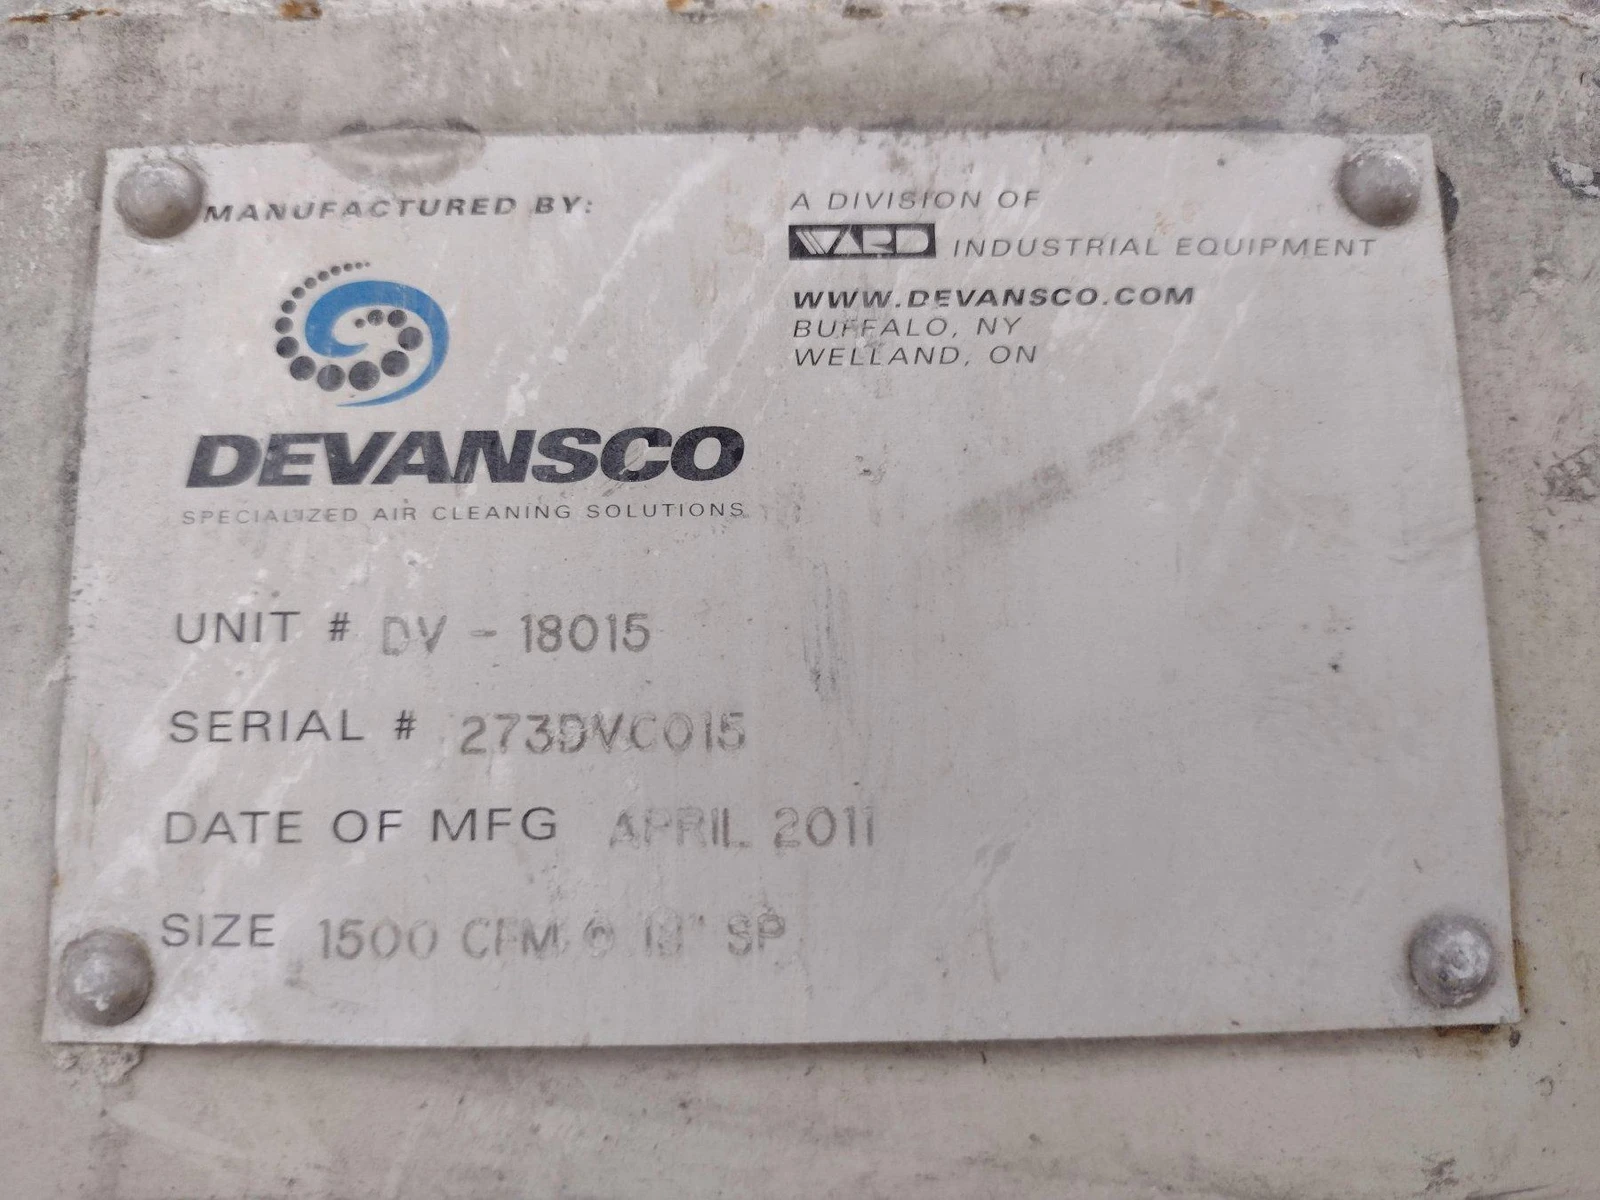 MANUFACTURED BY:
DEVANSCO
SPECIALIZED AIR CLEANING SOLUTIONS
A DIVISION OF
WARD INDUSTRIAL EQUIPMENT
WWW.DEVANSCO.COM
BUFFALO, NY
WELLAND, ON
UNIT # DV - 18015
SERIAL # 273DVC015
DATE OF MFG APRIL 2011
SIZE 1500 CFM @ SP